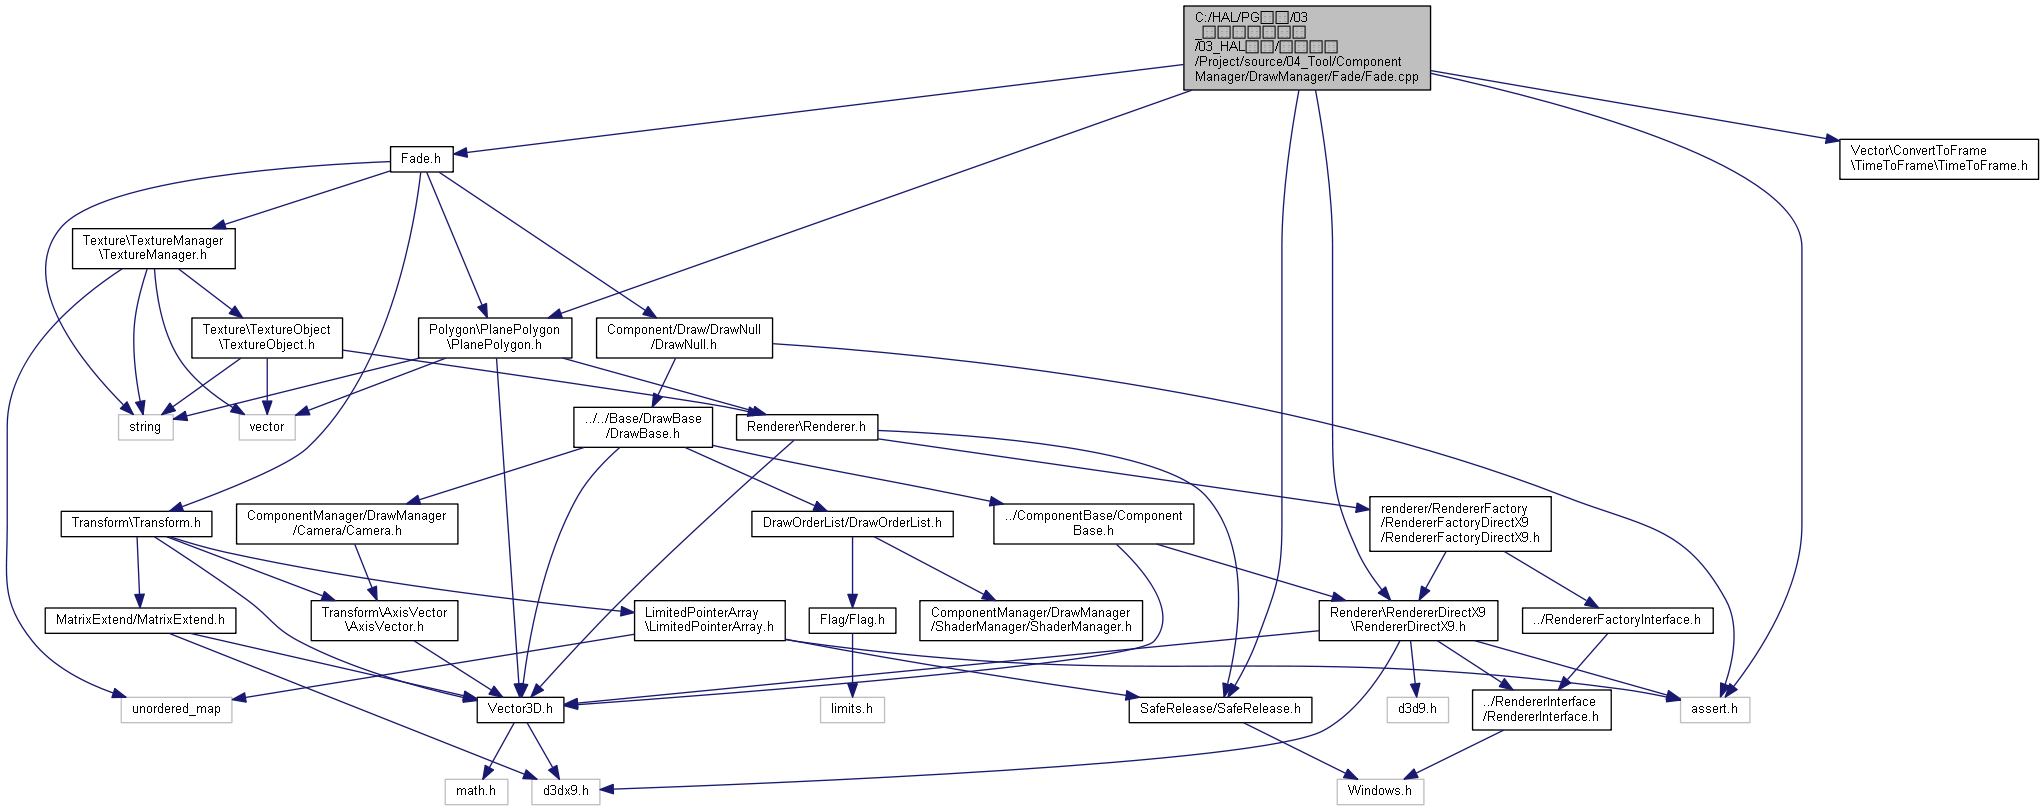 C:/HAL/PG□□/03
_□□□□□□□
/03_HAL□□/□□□□
/Project/source/04_Tool/Component
Manager/DrawManager/Fade/Fade.cpp
Fade.h
Vector\ConvertToFrame
\TimeToFrame\TimeToFrame.h
Texture\TextureManager
\TextureManager.h
Texture\TextureObject
\TextureObject.h
Polygon\PlanePolygon
\PlanePolygon.h
Component/Draw/DrawNull
/DrawNull.h
string
vector
../../Base/DrawBase
/DrawBase.h
Renderer\Renderer.h
Transform\Transform.h
ComponentManager/DrawManager
/Camera/Camera.h
DrawOrderList/DrawOrderList.h
../ComponentBase/Component
Base.h
renderer/RendererFactory
/RendererFactoryDirectX9
/RendererFactoryDirectX9.h
MatrixExtend/MatrixExtend.h
Transform\AxisVector
\AxisVector.h
LimitedPointerArray
\LimitedPointerArray.h
Flag/Flag.h
ComponentManager/DrawManager
/ShaderManager/ShaderManager.h
Renderer\RendererDirectX9
\RendererDirectX9.h
../RendererFactoryInterface.h
unordered_map
Vector3D.h
limits.h
SafeRelease/SafeRelease.h
d3d9.h
../RendererInterface
/RendererInterface.h
assert.h
math.h
d3dx9.h
Windows.h